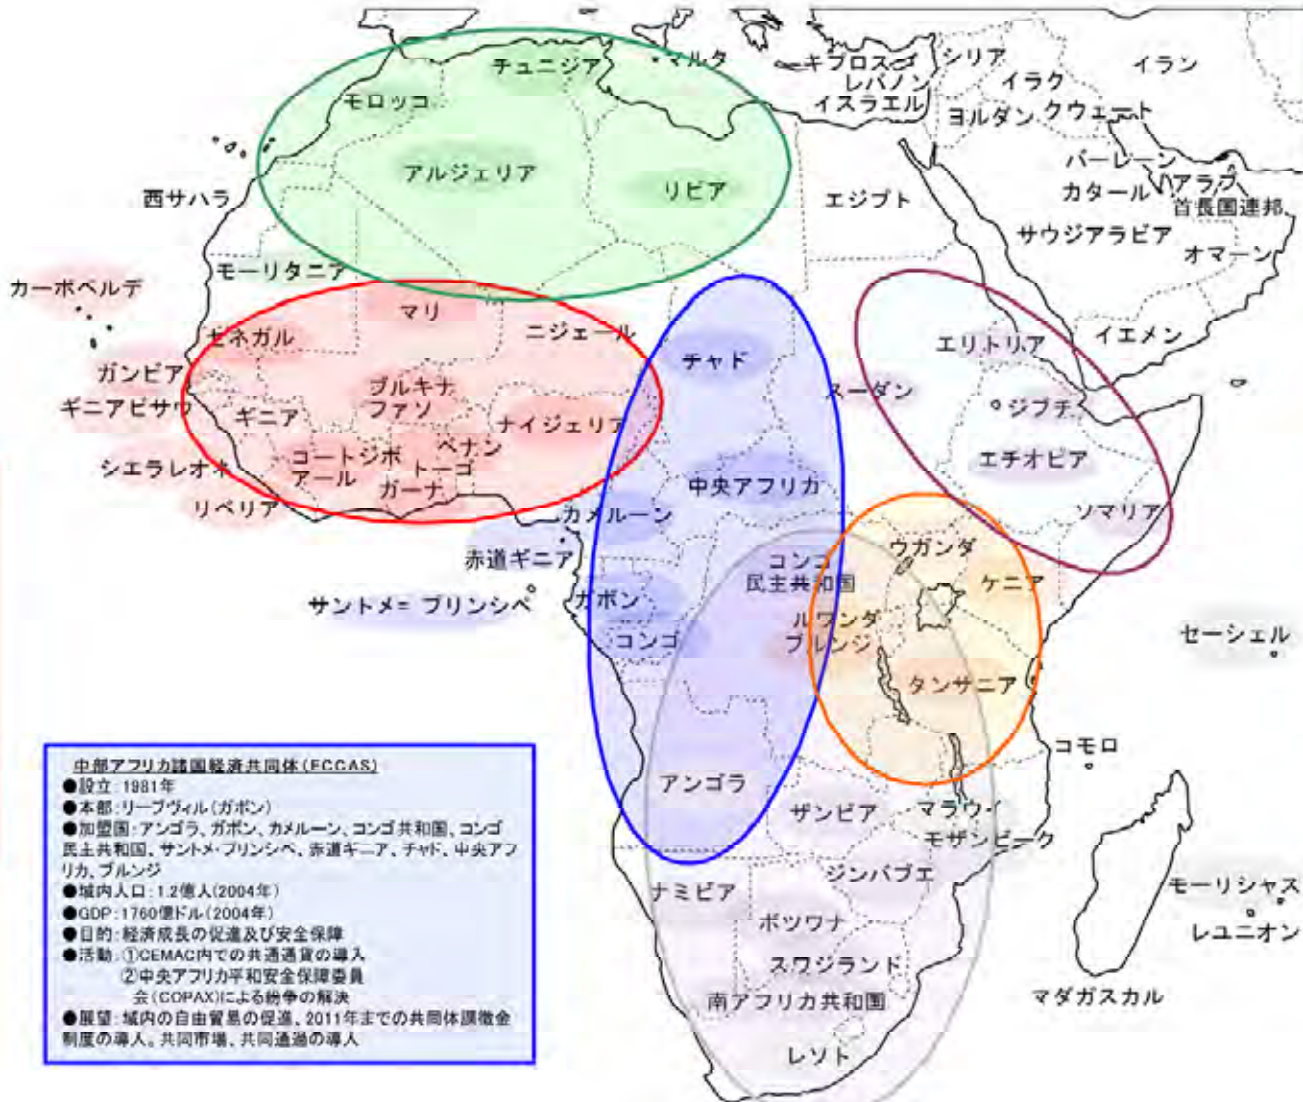 チュニジア
マルタ
キプロス
シリア
イラン
モロッコ
レバノン
イラク
イスラエル
ヨルダン
クウェート
アルジェリア
リビア
エジプト
バーレーン
カタール
アラブ
首長国連邦
西サハラ
サウジアラビア
オマーン
モーリタニア
カーボベルデ
マリ
ニジェール
セネガル
イエメン
エリトリア
チャド
ガンビア
ブルキナ
ファソ
スーダン
ジブチ
ギニアビサウ
ギニア
ナイジェリア
コートジボ
アール
ベナン
トーゴ
ガーナ
エチオピア
シエラレオネ
中央アフリカ
リベリア
カメルーン
ソマリア
赤道ギニア
ウガンダ
コンゴ
民主共和国
ケニア
サントメ= プリンシペ
ガボン
ルワンダ
ブルンジ
コンゴ
セーシェル
タンザニア
コモロ
アンゴラ
ザンビア
マラウイ
モザンビーク
ジンバブエ
ナミビア
モーリシャス
ボツワナ
レユニオン
スワジランド
南アフリカ共和国
マダガスカル
レソト
中部アフリカ諸国経済共同体(ECCAS)
●設立:1981年
●本部:リーブヴィル(ガボン)
●加盟国:アンゴラ、ガボン、カメルーン、コンゴ共和国、コンゴ
民主共和国、サントメ・プリンシペ、赤道ギニア、チャド、中央アフ
リカ、ブルンジ
●域内人口:1.2億人(2004年)
●GDP:1760億ドル(2004年)
●目的:経済成長の促進及び安全保障
●活動:①CEMAC内での共通通貨の導入
②中央アフリカ平和安全保障委員
会(COPAX)による紛争の解決
●展望:域内の自由貿易の促進、2011年までの共同体課徴金
制度の導入。共同市場、共同通過の導入